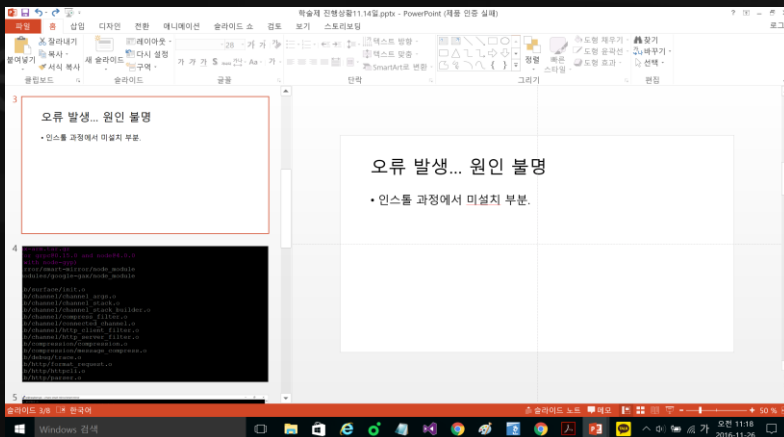 학술제 진행상황11.14일.pptx - PowerPoint (제품 인증 실패)
파일 홈 삽입 디자인 전환 애니메이션 슬라이드 쇼 검토 보기 스토리보딩 로그
잘라내기
복사
서식 복사
붙여넣기
클립보드
새 슬라이드
레이아웃
다시 설정
구역
슬라이드
28
글꼴
텍스트 방향
텍스트 맞춤
SmartArt로 변환
단락
정렬
빠른 스타일
도형 채우기
도형 윤곽선
도형 효과
그리기
찾기
바꾸기
선택
편집
3
오류 발생... 원인 불명
• 인스톨 과정에서 미설치 부분.
4
rror/smart-mirror/node_module
b/surface/init.o
b/channel/channel_args.o
b/channel/channel_stack.o
b/channel/channel_stack_builder.o
b/channel/compress_filter.o
b/channel/connected_channel.o
b/channel/http_client_filter.o
b/channel/http_server_filter.o
b/compression/compression.o
b/compression/message_compress.o
b/debug/trace.o
b/http/format_request.o
b/http/httpcli.o
b/http/parser.o
5
오류 발생... 원인 불명
• 인스톨 과정에서 미설치 부분.
슬라이드 3/8 한국어
슬라이드 노트 메모 50 %
Windows 검색
가
오전 11:18
2016-11-26